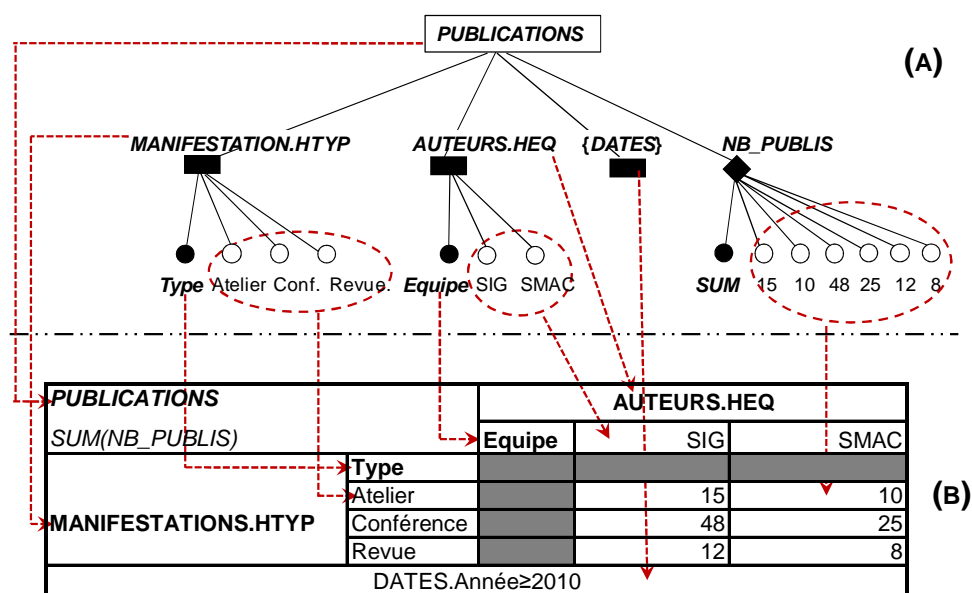 PUBLICATIONS
(A)
MANIFESTATION.HTYP AUTEURS.HEQ {DATES} NB_PUBLIS
Type Atelier Conf. Revue. Equipe SIG SMAC SUM 15 10 48 25 12 8
PUBLICATIONS AUTEURS.HEQ
SUM(NB_PUBLIS) Equipe SIG SMAC
Type
Atelier 15 10
(B)
MANIFESTATIONS.HTYP Conférence 48 25
Revue 12 8
DATES.Année≥2010